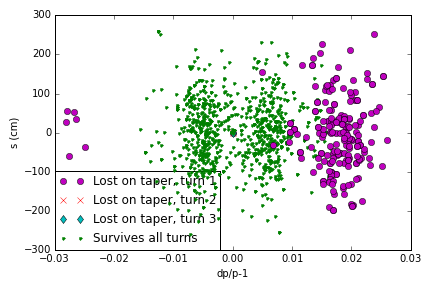 300
200
100
0
−100
−200
−300
s (cm)
Lost on taper, turn 1
Lost on taper, turn 2
Lost on taper, turn 3
Survives all turns
−0.03 −0.02 −0.01 0.00 0.01 0.02 0.03
dp/p-1